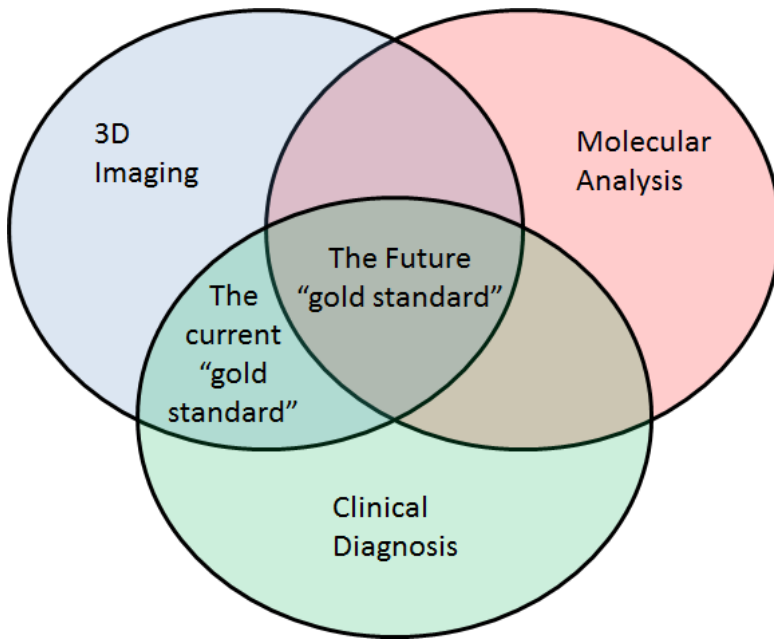 3D
Imaging
Molecular
Analysis
The Future
“gold standard”
The
current
“gold
standard”
Clinical
Diagnosis